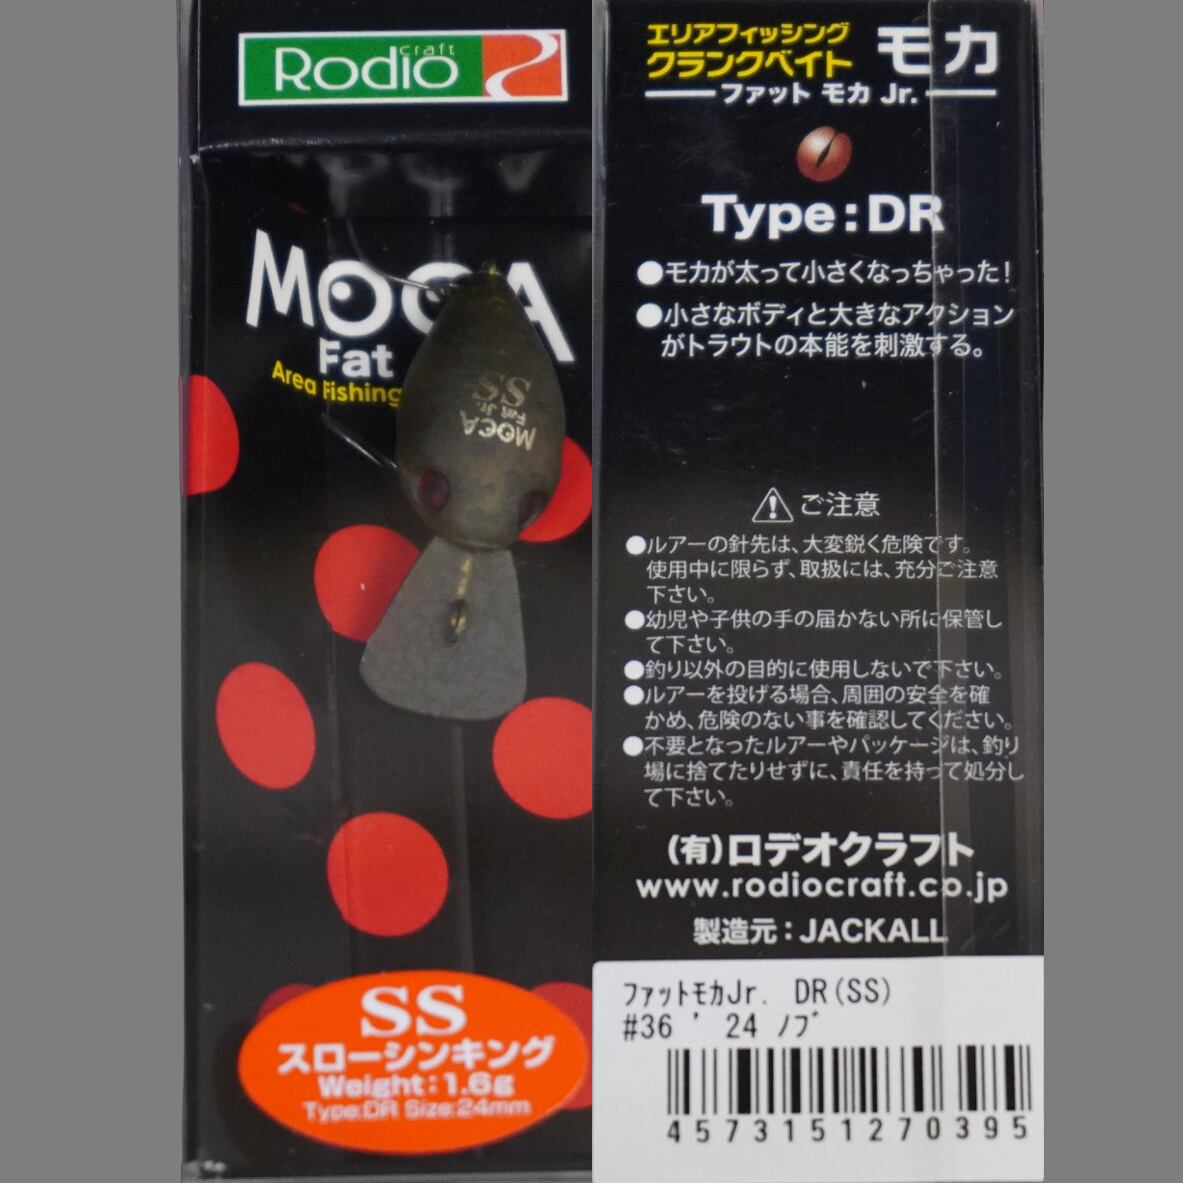 Rodio craft
MOCA
Fat
Area Fishing
SS
Fat Jr.
MOCA
SS
スローシンキング
Weight:1.6g
Type:DR Size:24mm
エリアフィッシング
クランクベイト モカ
ファット モカ Jr.
Type:DR
●モカが太って小さくなっちゃった!
●小さなボディと大きなアクション
がトラウトの本能を刺激する。
ご注意
●ルアーの針先は、大変鋭く危険です。
使用中に限らず、取扱には、充分ご注意
下さい。
●幼児や子供の手の届かない所に保管し
て下さい。
●釣り以外の目的に使用しないで下さい。
●ルアーを投げる場合、周囲の安全を確
かめ、危険のない事を確認してください。
●不要となったルアーやパッケージは、釣り
場に捨てたりせずに、責任を持って処分し
て下さい。
(有)ロデオクラフト
www.rodiocraft.co.jp
製造元:JACKALL
ファットモカJr. DR(SS)
#36 ' 24 ノブ
4573151270395